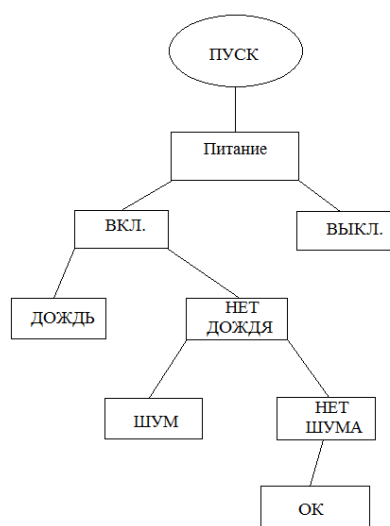 ПУСК
Питание
ВКЛ.
ВЫКЛ.
ДОЖДЬ
НЕТ
ДОЖДЯ
ШУМ
НЕТ
ШУМА
ОК